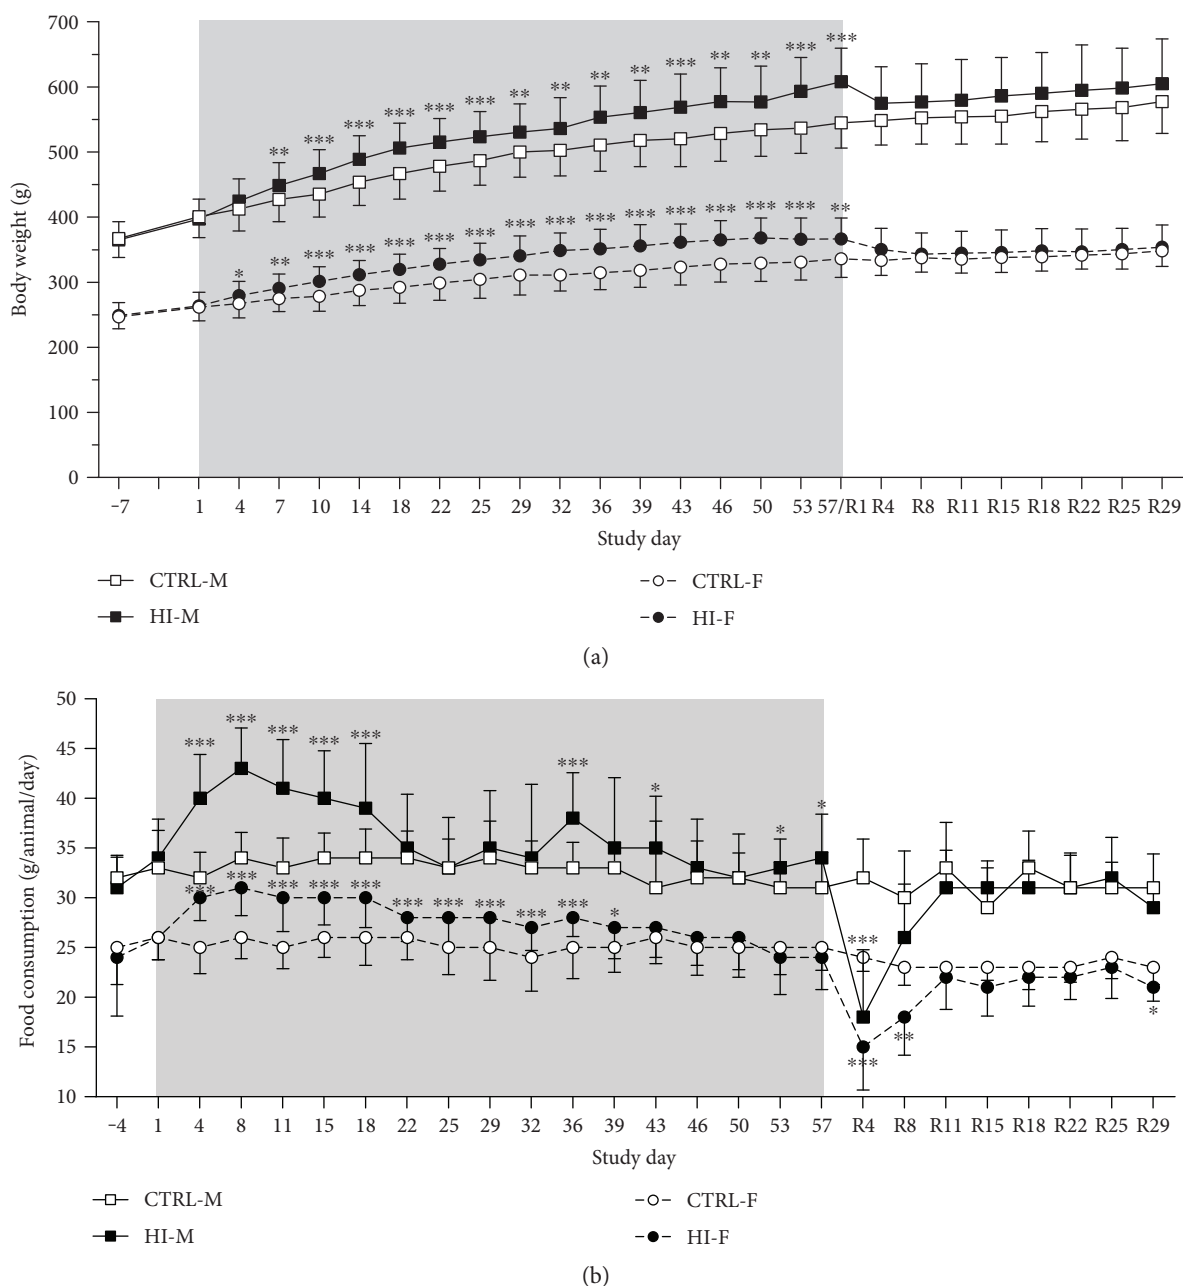 700
600
500
400
300
200
100
0
Body weight (g)
** *** *** *** *** *** ** ** ** ** *** ** ** *** ***
* ** *** *** *** *** *** *** *** *** *** *** *** *** *** **
-7 1 4 7 10 14 18 22 25 29 32 36 39 43 46 50 53 57/R1 R4 R8 R11 R15 R18 R22 R25 R29
Study day
CTRL-M CTRL-F
HI-M HI-F
(a)
50
45
40
35
30
25
20
15
10
Food consumption (g/animal/day)
*** *** *** *** *** *** * * *
*** *** *** *** *** *** *** *** *** *** * ***
*** ** *
-4 1 4 8 11 15 18 22 25 29 32 36 39 43 46 50 53 57 R4 R8 R11 R15 R18 R22 R25 R29
Study day
CTRL-M CTRL-F
HI-M HI-F
(b)